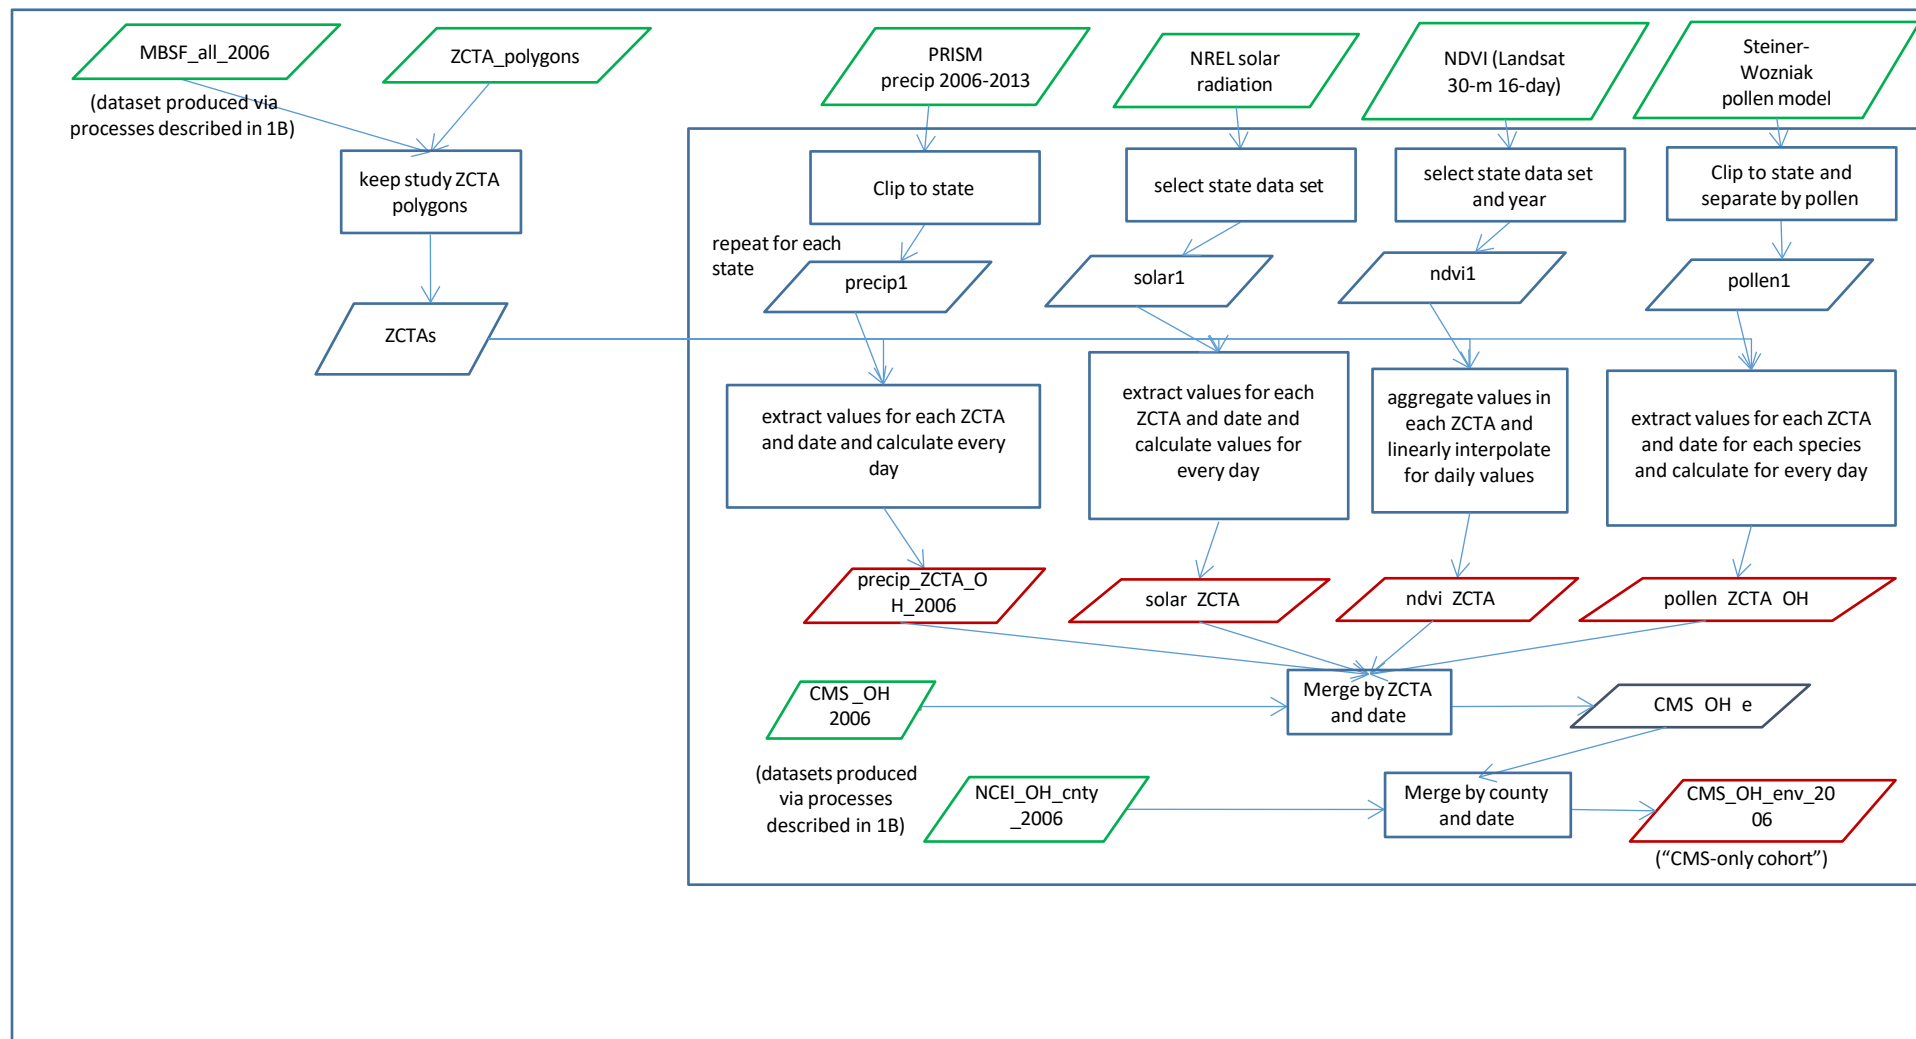 MBSF_all_2006
ZCTA_polygons
PRISM
precip 2006-2013
NREL solar
radiation
NDVI (Landsat
30-m 16-day)
Steiner-
Wozniak
pollen model
(dataset produced via
processes described in 1B)
keep study ZCTA
polygons
Clip to state
select state data set
select state data set
and year
Clip to state and
separate by pollen
repeat for each
state
precip1
solar1
ndvi1
pollen1
ZCTAs
extract values for each ZCTA
and date and calculate every
day
extract values for each
ZCTA and date and
calculate values for
every day
aggregate values in
each ZCTA and
linearly interpolate
for daily values
extract values for each ZCTA
and date for each species
and calculate for every day
precip_ZCTA_O
H_2006
solar ZCTA
ndvi ZCTA
pollen ZCTA OH
CMS _OH
2006
Merge by ZCTA
and date
CMS OH e
(datasets produced
via processes
described in 1B)
NCEI_OH_cnty
_2006
Merge by county
and date
CMS_OH_env_20
06
(“CMS-only cohort”)